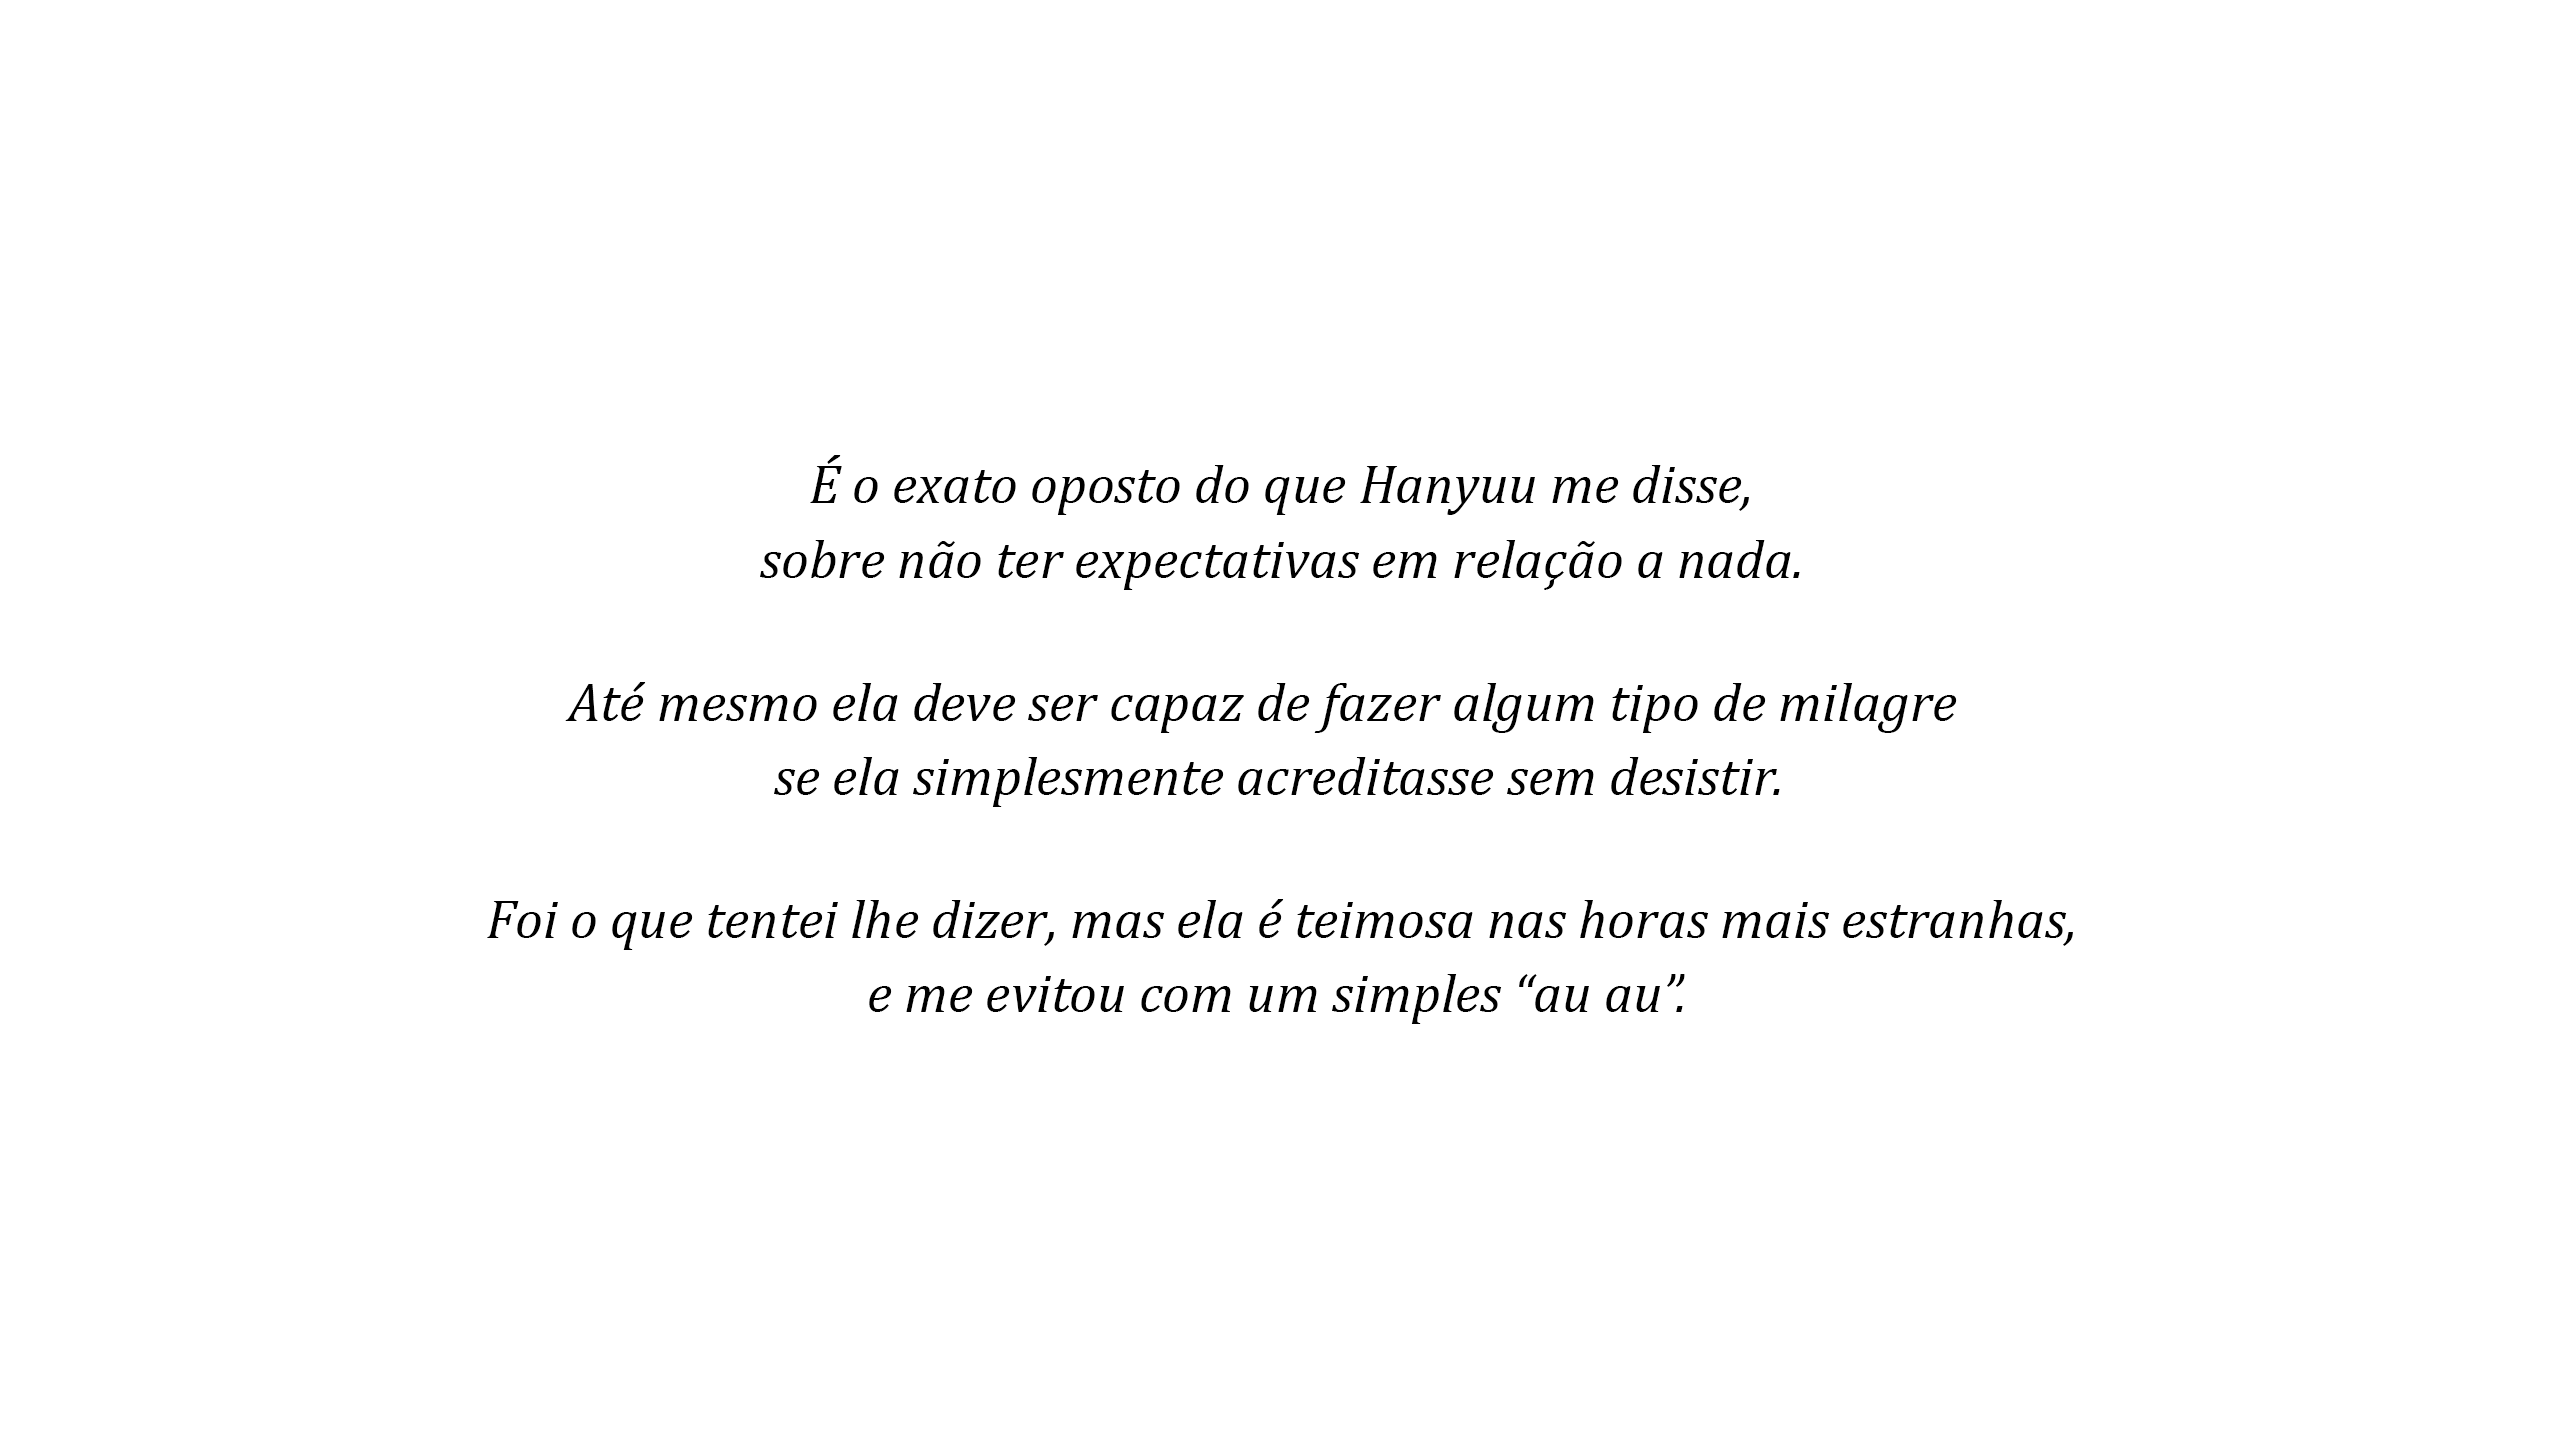 É o exato oposto do que Hanyuu me disse,
sobre não ter expectativas em relação a nada.
Até mesmo ela deve ser capaz de fazer algum tipo de milagre
se ela simplesmente acreditasse sem desistir.
Foi o que tentei lhe dizer, mas ela é teimosa nas horas mais estranhas,
e me evitou com um simples “au au”.